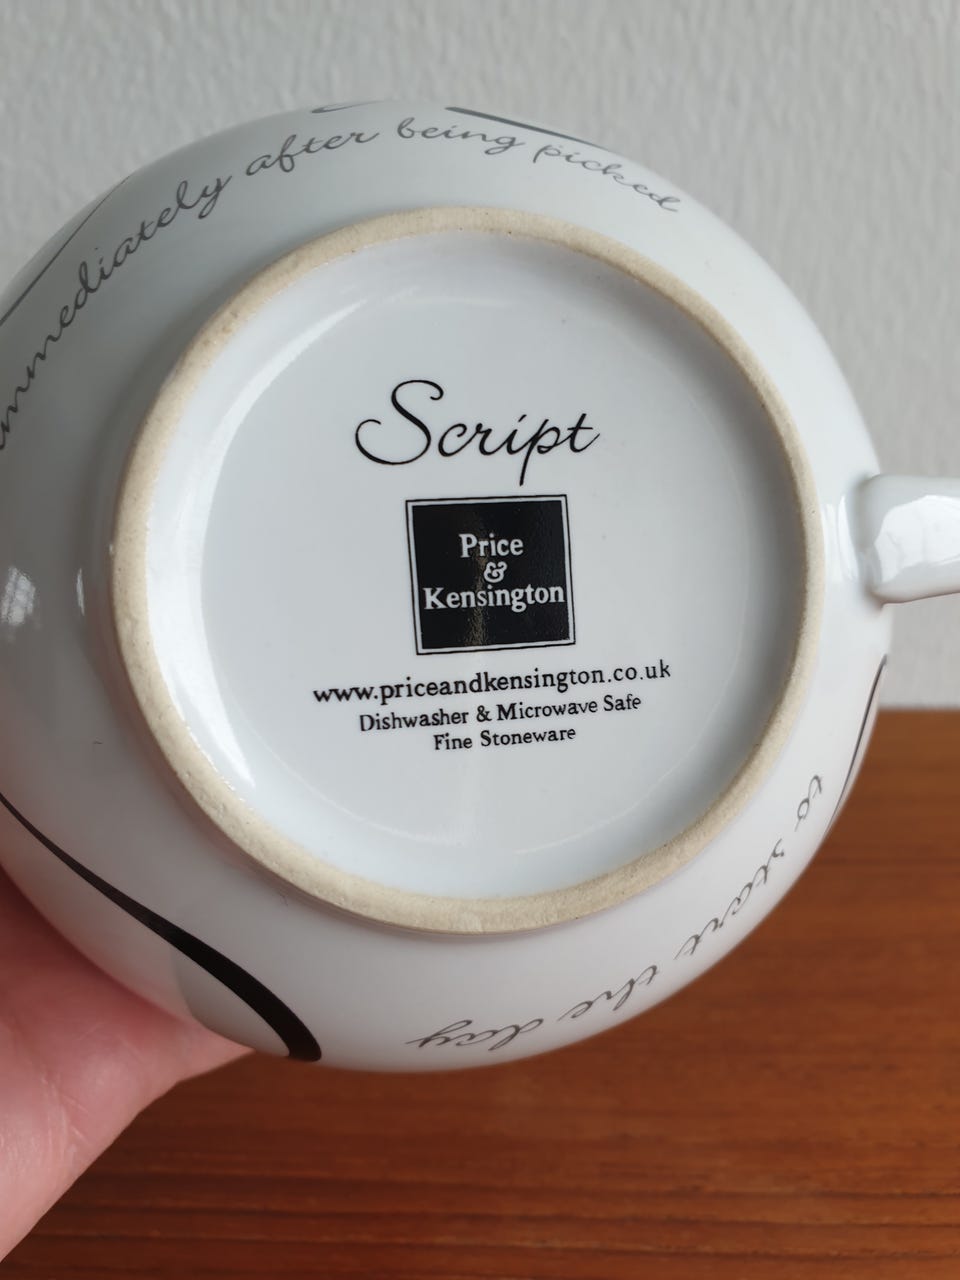 immediately after being picked
Script
Price
&
Kensington
www.priceandkensington.co.uk
Dishwasher & Microwave Safe
Fine Stoneware
to start the day